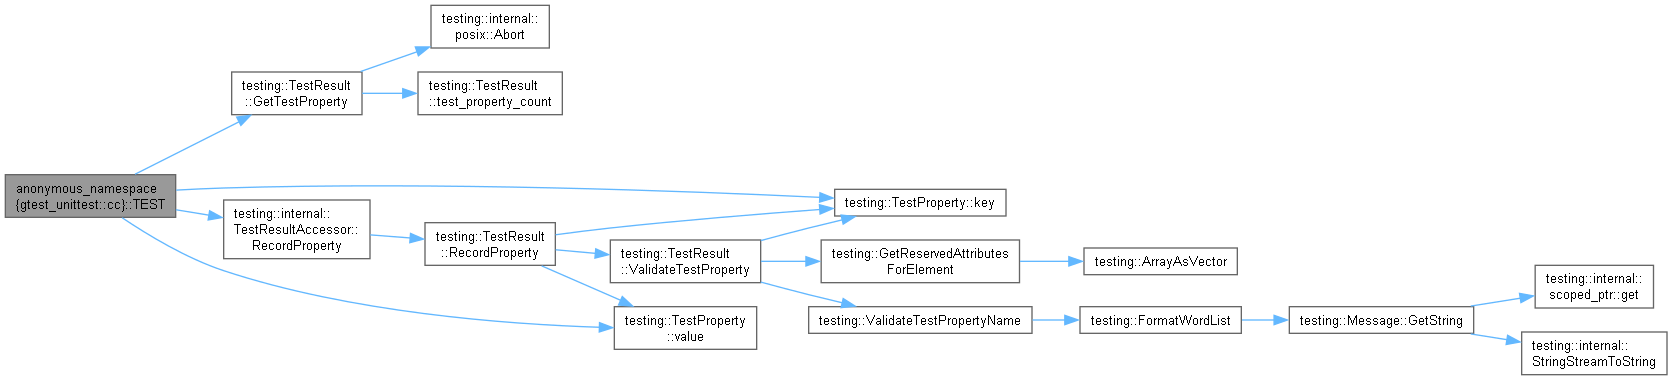 testing::internal::
posix::Abort
testing::TestResult
::GetTestProperty
testing::TestResult
::test_property_count
anonymous_namespace
{gtest_unittest::cc}::TEST
testing::TestProperty::key
testing::internal::
TestResultAccessor::
RecordProperty
testing::TestResult
::RecordProperty
testing::TestResult
::ValidateTestProperty
testing::GetReservedAttributes
ForElement
testing::ArrayAsVector
testing::internal::
scoped_ptr::get
testing::TestProperty
::value
testing::ValidateTestPropertyName
testing::FormatWordList
testing::Message::GetString
testing::internal::
StringStreamToString